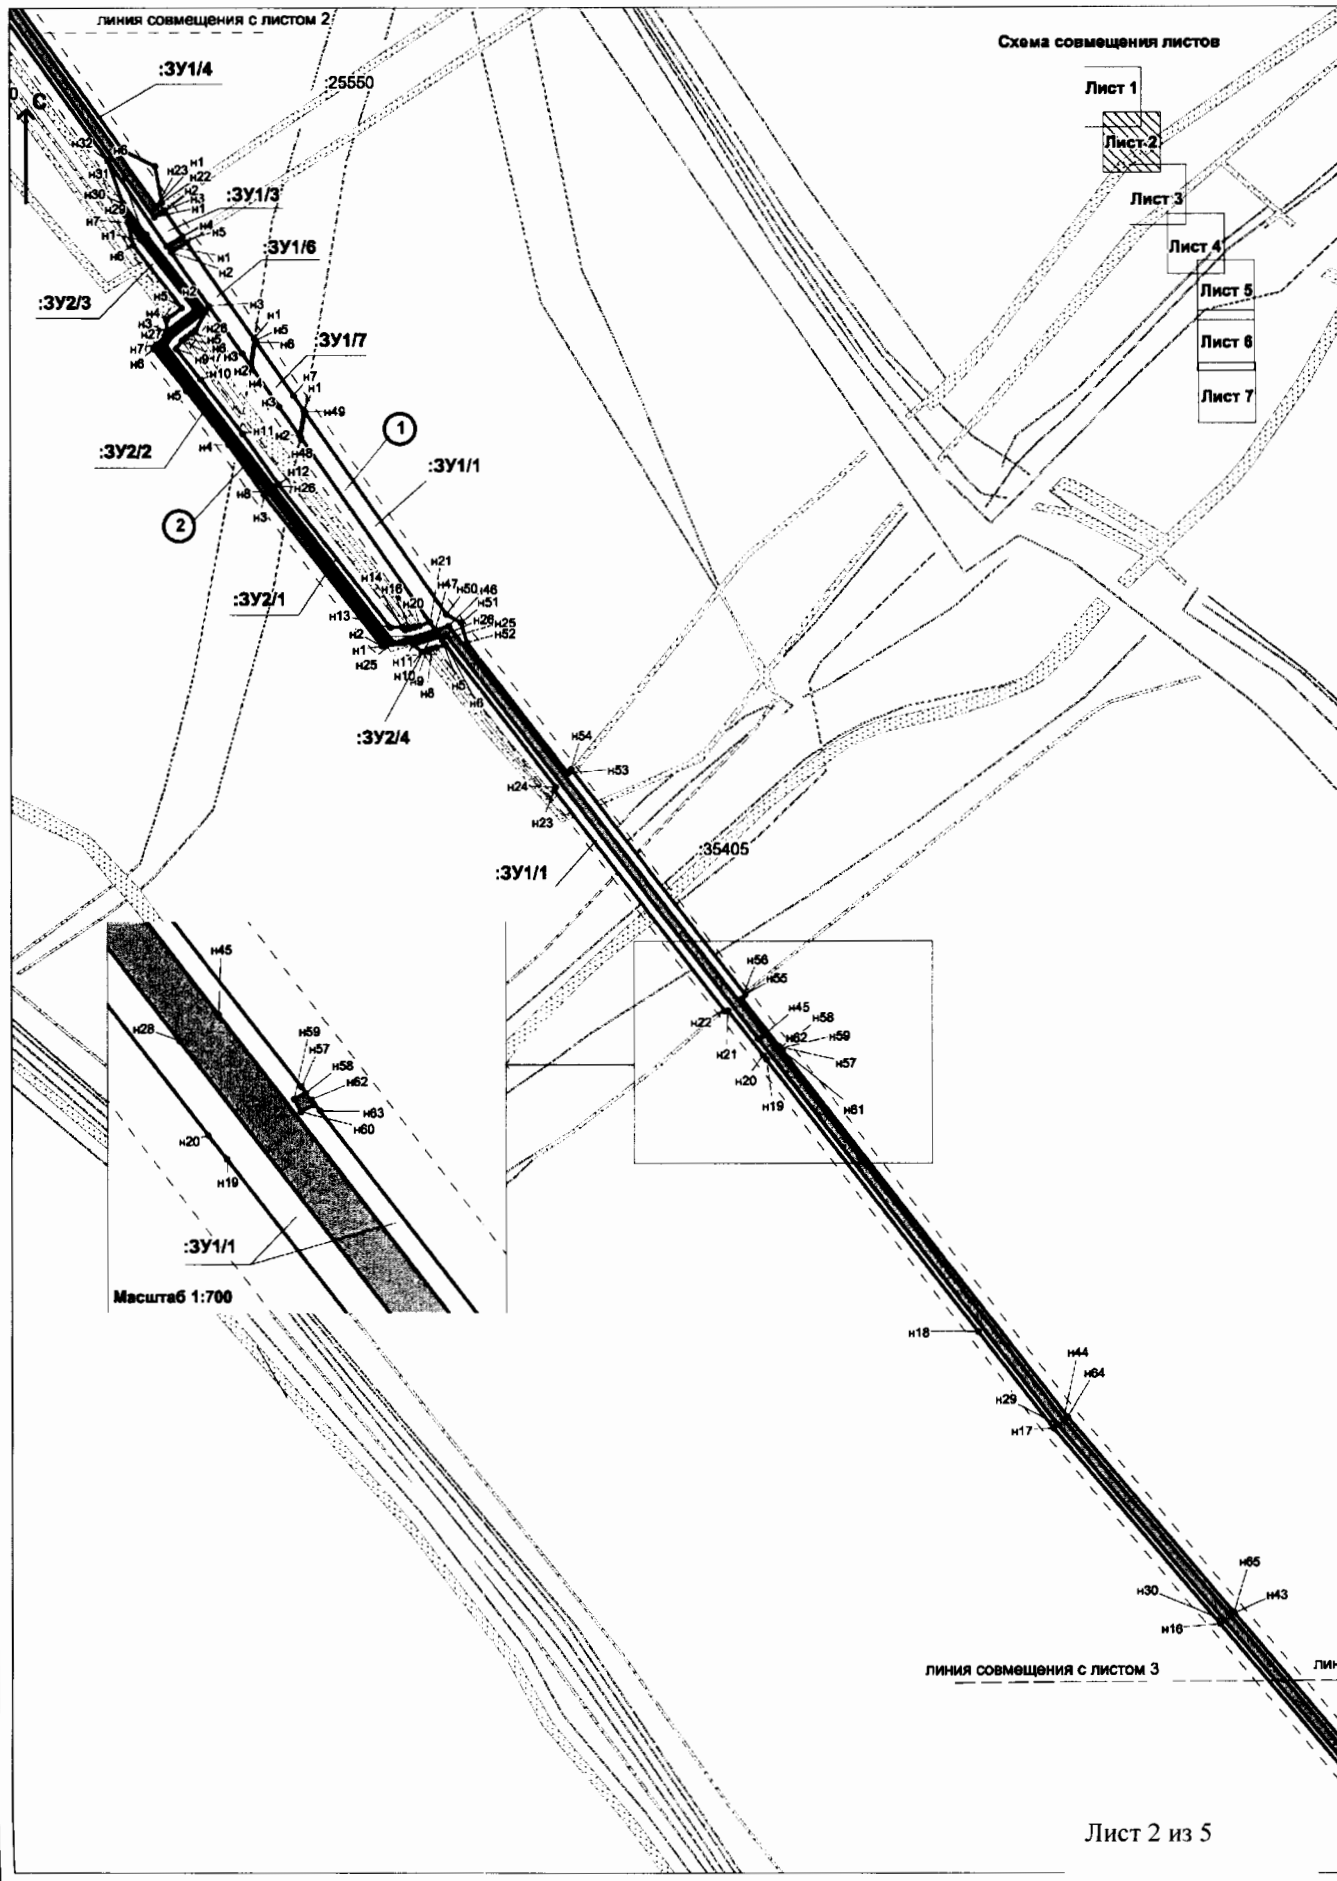 линия совмещения с листом 2
Схема совмещения листов
Лист 1
Лист 2
Лист 3
Лист 4
Лист 5
Лист 6
Лист 7
:ЗУ1/4
:25550
С
н32
н6
н1
н23
н22
н31
н2
н3
н1
н30
н29
:ЗУ1/3
н7
н4
н5
н1
н6
н1
н2
:ЗУ1/6
:ЗУ2/3
н2
н5
н3
н4
н3
н27
н28
н5
н6
н1
н5
н6
:ЗУ1/7
н7
н6
н9
н3
н2
н10
н4
н7
н1
н5
н3
н49
н11
н2
1
:ЗУ2/2
н4
н48
:ЗУ1/1
н12
н26
н8
н3
2
н21
н14
н47
н50
н46
н16
н51
:ЗУ2/1
н20
н26
н25
н13
н52
н2
н1
н25
н11
н10
н9
н8
н5
н6
:ЗУ2/4
н54
н53
н24
н23
:35405
:ЗУ1/1
н56
н55
н45
н58
н62
н59
н57
н22
н21
н20
н19
н61
н45
н28
н59
н57
н58
н62
н63
н60
н20
н19
:ЗУ1/1
Масштаб 1:700
н18
н44
н64
н29
н17
н65
н43
н30
н16
линия совмещения с листом 3
лин
Лист 2 из 5